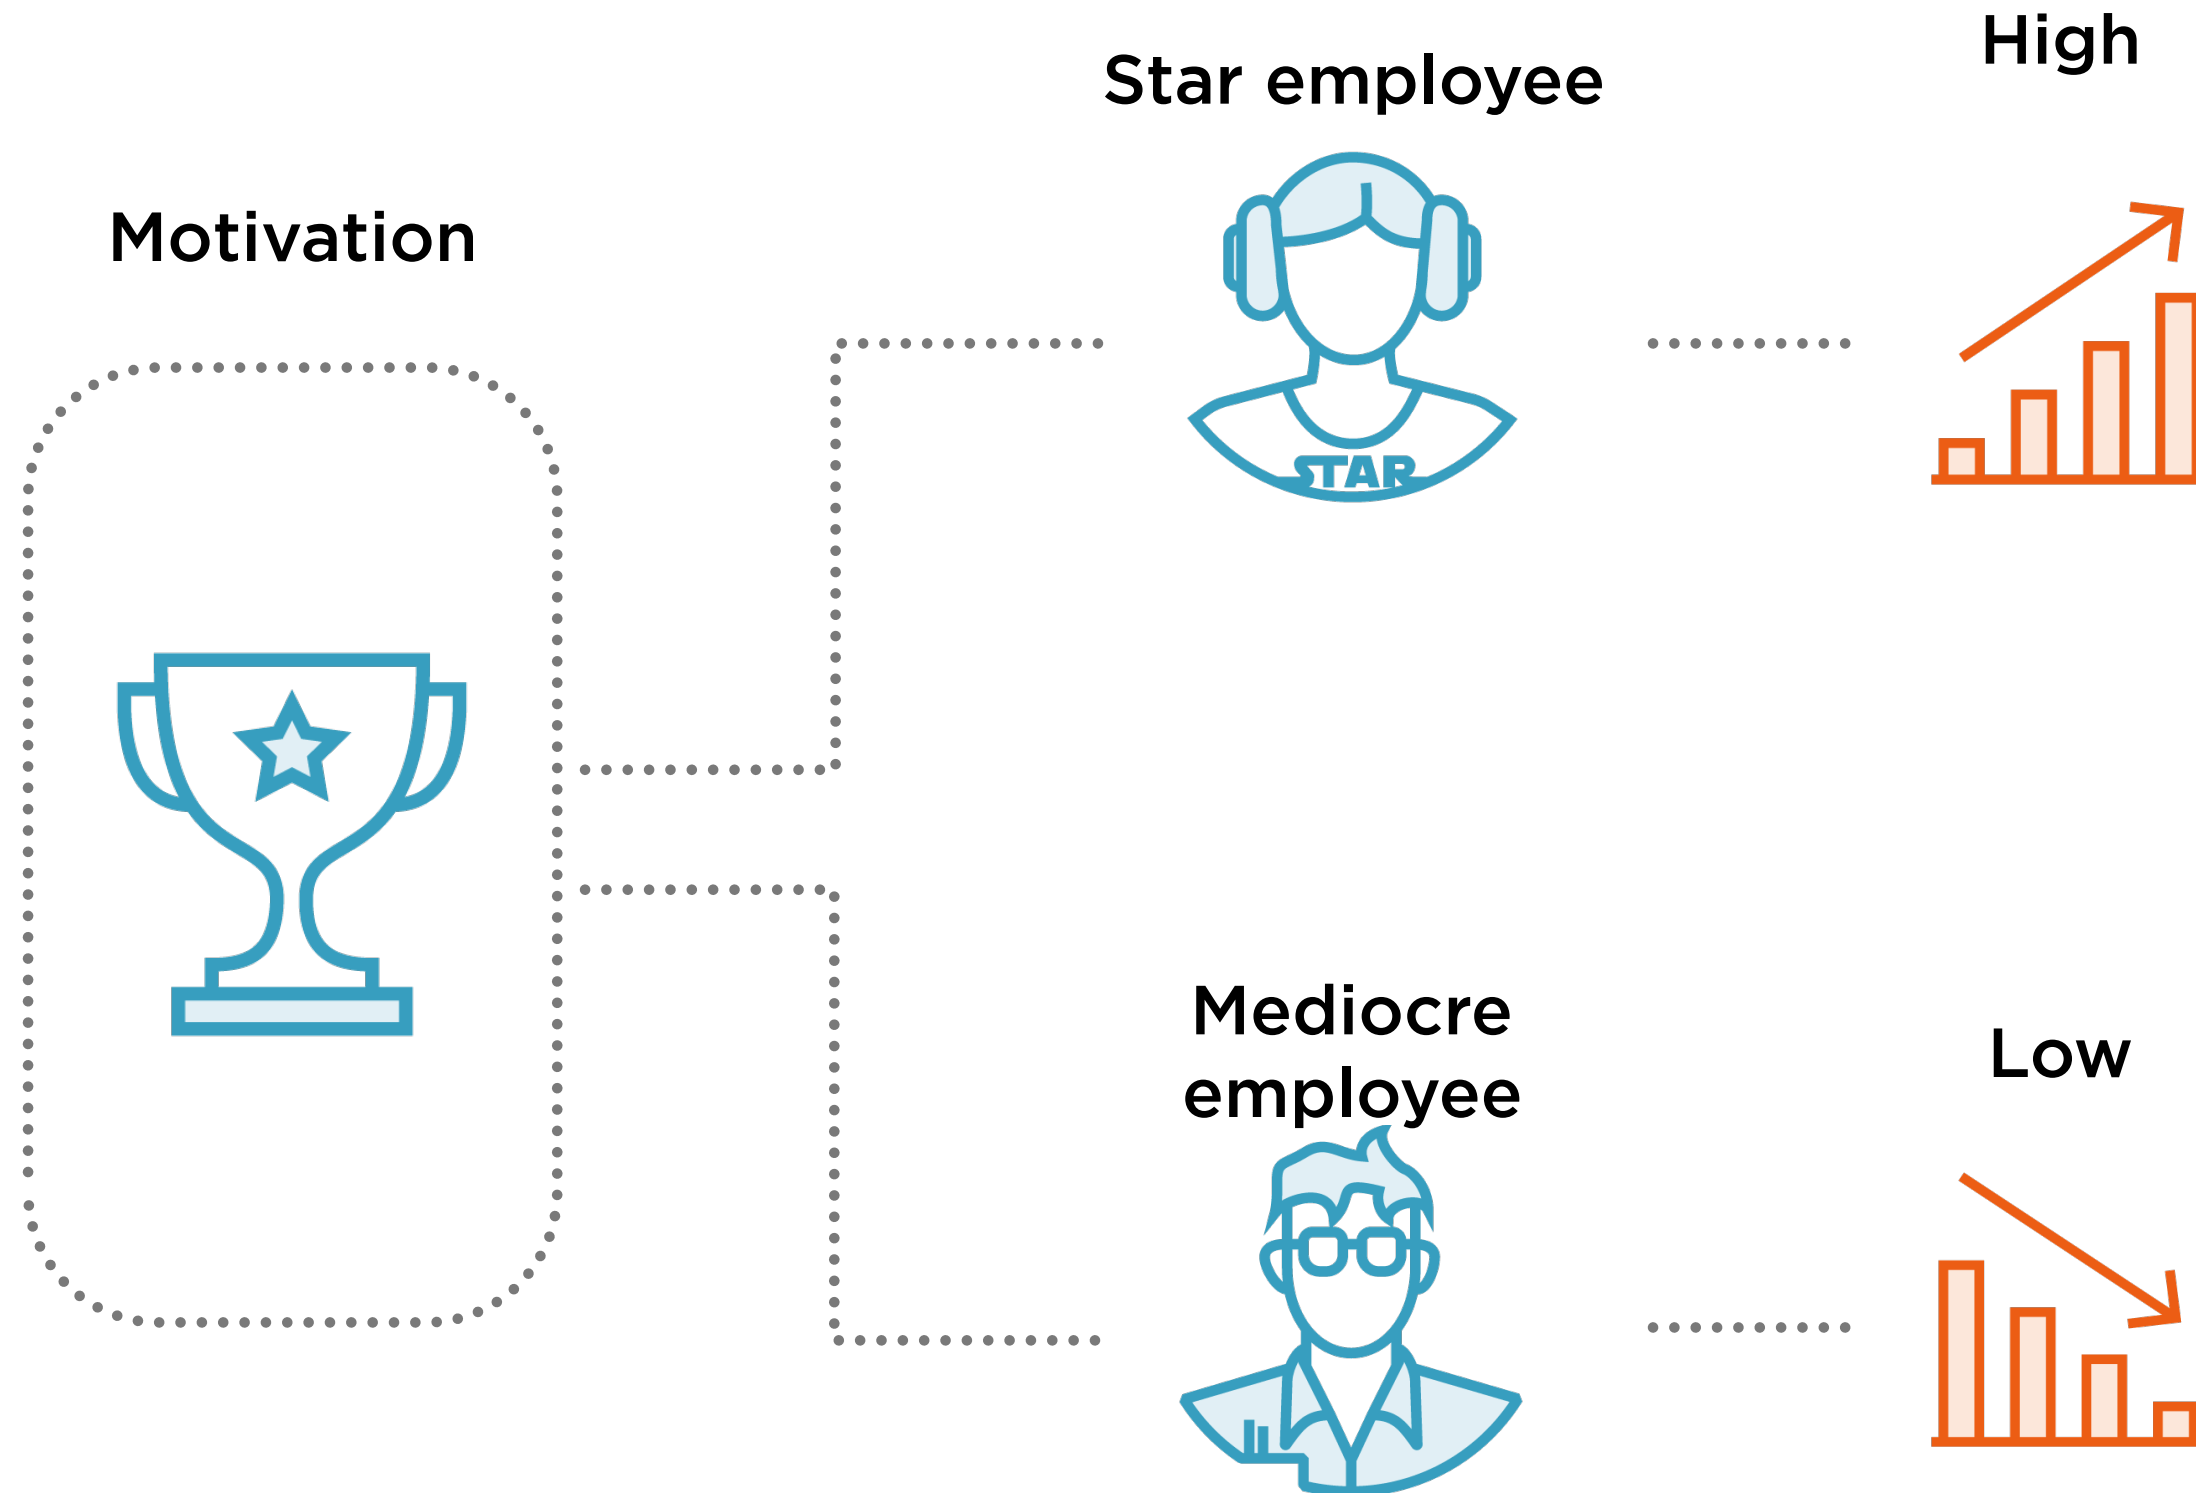 Motivation
Star employee
High
STAR
Mediocre
employee
Low